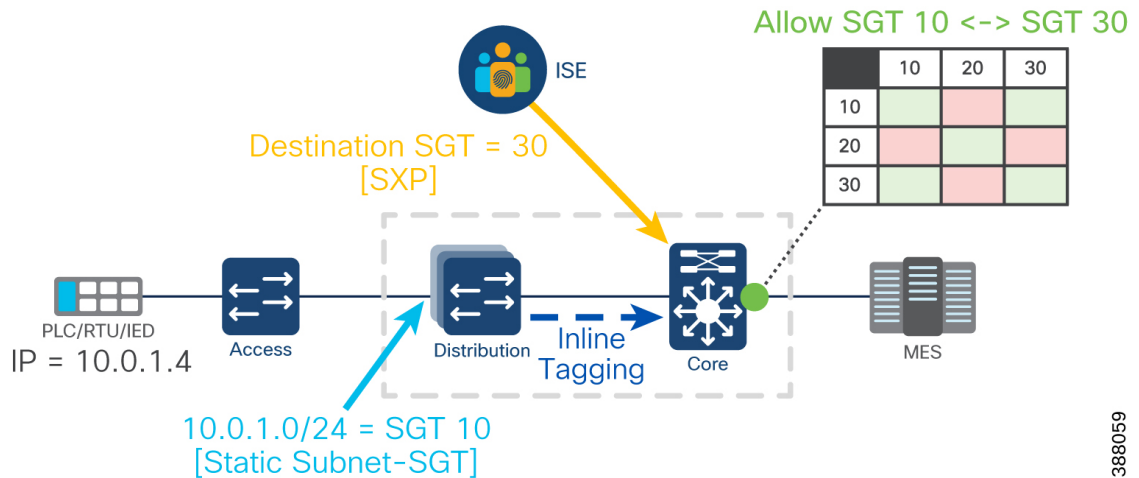 Allow SGT 10 <-> SGT 30
10 20 30
10
20
30
ISE
Destination SGT = 30
[SXP]
PLC/RTU/IED
IP = 10.0.1.4
Access
Distribution
Inline
Tagging
Core
MES
10.0.1.0/24 = SGT 10
[Static Subnet-SGT]
388059